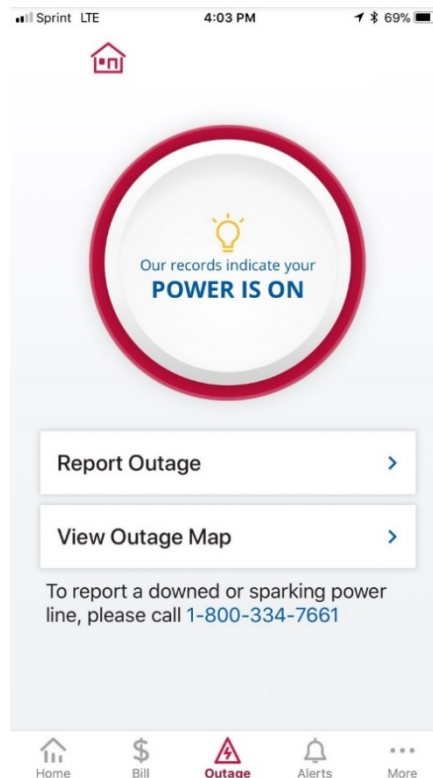 Sprint LTE 4:03 PM 69%
Our records indicate your
POWER IS ON
Report Outage
View Outage Map
To report a downed or sparking power
line, please call 1-800-334-7661
Home Bill Outage Alerts More